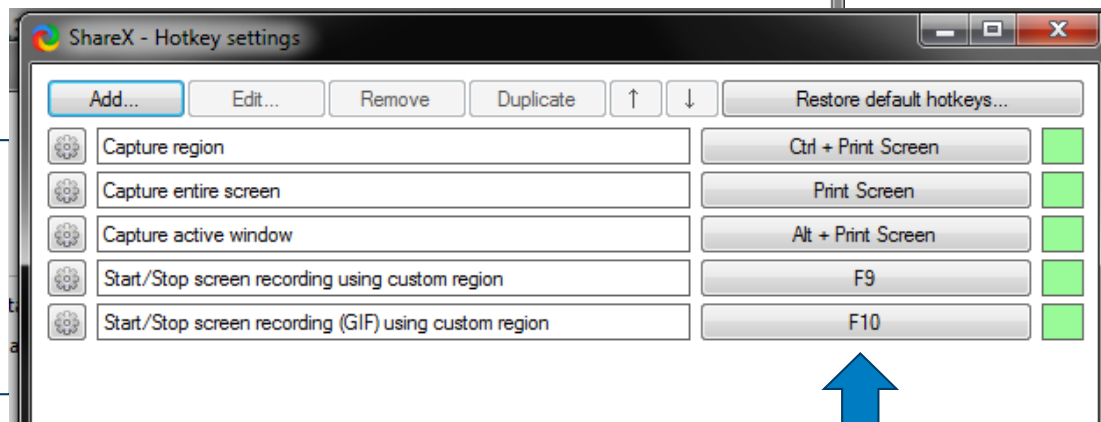 ShareX - Hotkey settings
Add... Edit... Remove Duplicate ↑ ↓ Restore default hotkeys...
Capture region Ctrl + Print Screen
Capture entire screen Print Screen
Capture active window Alt + Print Screen
Start/Stop screen recording using custom region F9
Start/Stop screen recording (GIF) using custom region F10